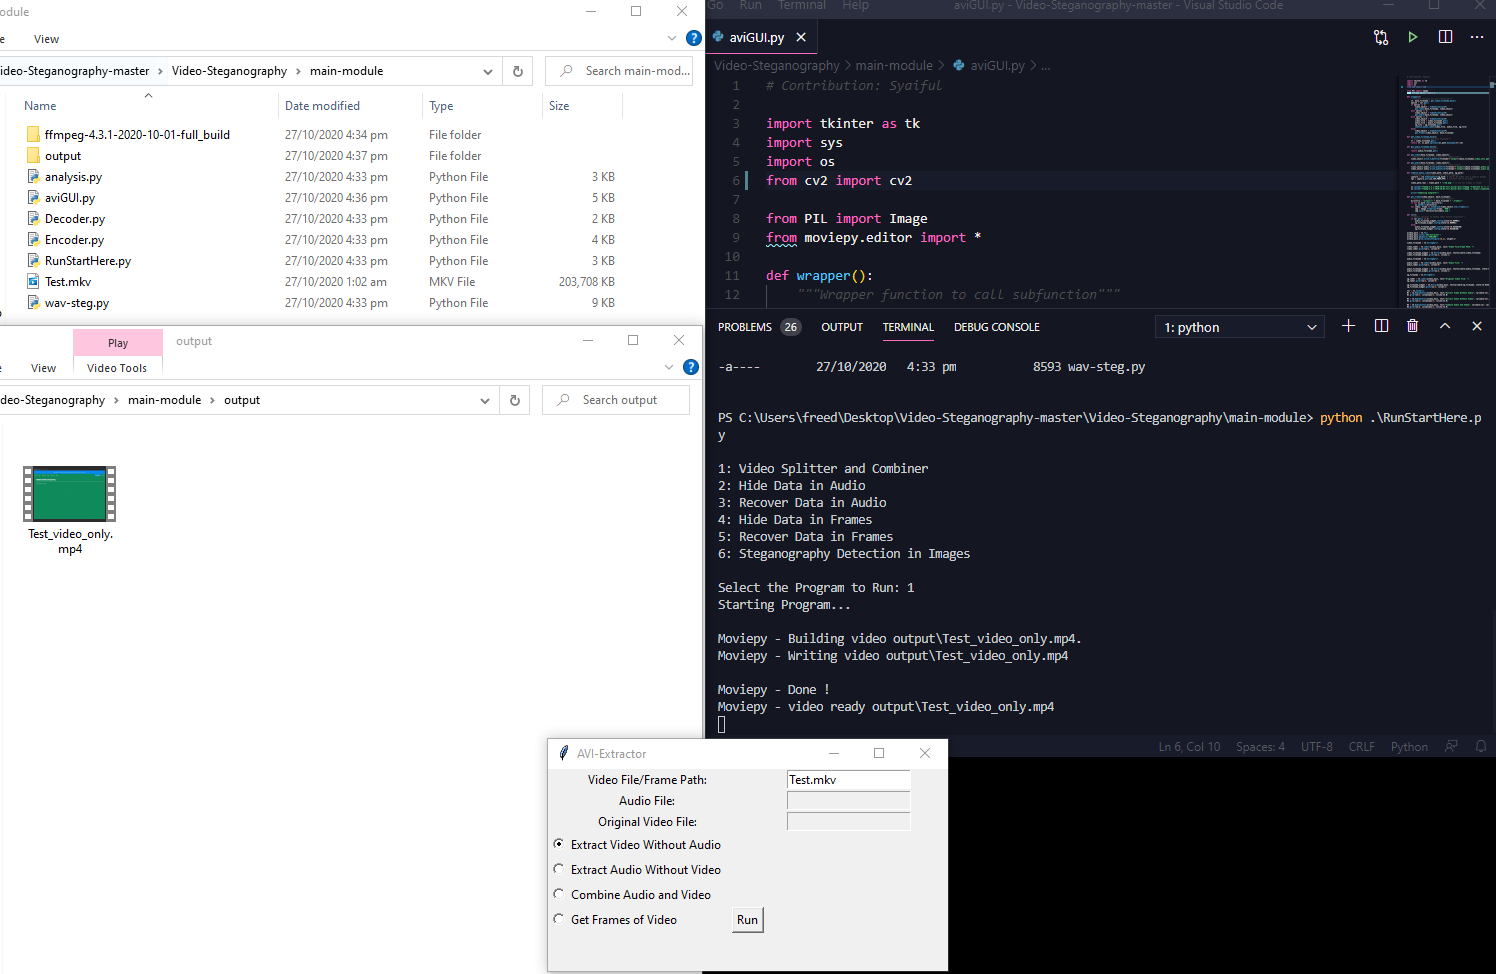 odule
e View
ideo-Steganography-master > Video-Steganography > main-module
Search main-mod...
Name Date modified Type Size
ffmpeg-4.3.1-2020-10-01-full_build 27/10/2020 4:34 pm File folder
output 27/10/2020 4:37 pm File folder
analysis.py 27/10/2020 4:33 pm Python File 3 KB
aviGUI.py 27/10/2020 4:36 pm Python File 5 KB
Decoder.py 27/10/2020 4:33 pm Python File 2 KB
Encoder.py 27/10/2020 4:33 pm Python File 4 KB
RunStartHere.py 27/10/2020 4:33 pm Python File 3 KB
Test.mkv 27/10/2020 1:02 am MKV File 203,708 KB
wav-steg.py 27/10/2020 4:33 pm Python File 9 KB
Play output
e View Video Tools
deo-Steganography > main-module > output
Search output
Test_video_only.
mp4
Go Run Terminal Help aviGUI.py - Video-Steganography-master - Visual Studio Code
aviGUI.py
Video-Steganography > main-module > aviGUI.py > ...
1 # Contribution: Syaiful
2
3 import tkinter as tk
4 import sys
5 import os
6 from cv2 import cv2
7
8 from PIL import Image
9 from moviepy.editor import *
10
11 def wrapper():
12 """Wrapper function to call subfunction"""
PROBLEMS 26 OUTPUT TERMINAL DEBUG CONSOLE 1: python
-a---- 27/10/2020 4:33 pm 8593 wav-steg.py
PS C:\Users\freed\Desktop\Video-Steganography-master\Video-Steganography\main-module> python .\RunStartHere.p
y
1: Video Splitter and Combiner
2: Hide Data in Audio
3: Recover Data in Audio
4: Hide Data in Frames
5: Recover Data in Frames
6: Steganography Detection in Images
Select the Program to Run: 1
Starting Program...
Moviepy - Building video output\Test_video_only.mp4.
Moviepy - Writing video output\Test_video_only.mp4
Moviepy - Done !
Moviepy - video ready output\Test_video_only.mp4
Ln 6, Col 10 Spaces: 4 UTF-8 CRLF Python
AVI-Extractor
Video File/Frame Path: Test.mkv
Audio File:
Original Video File:
Extract Video Without Audio
Extract Audio Without Video
Combine Audio and Video
Get Frames of Video Run